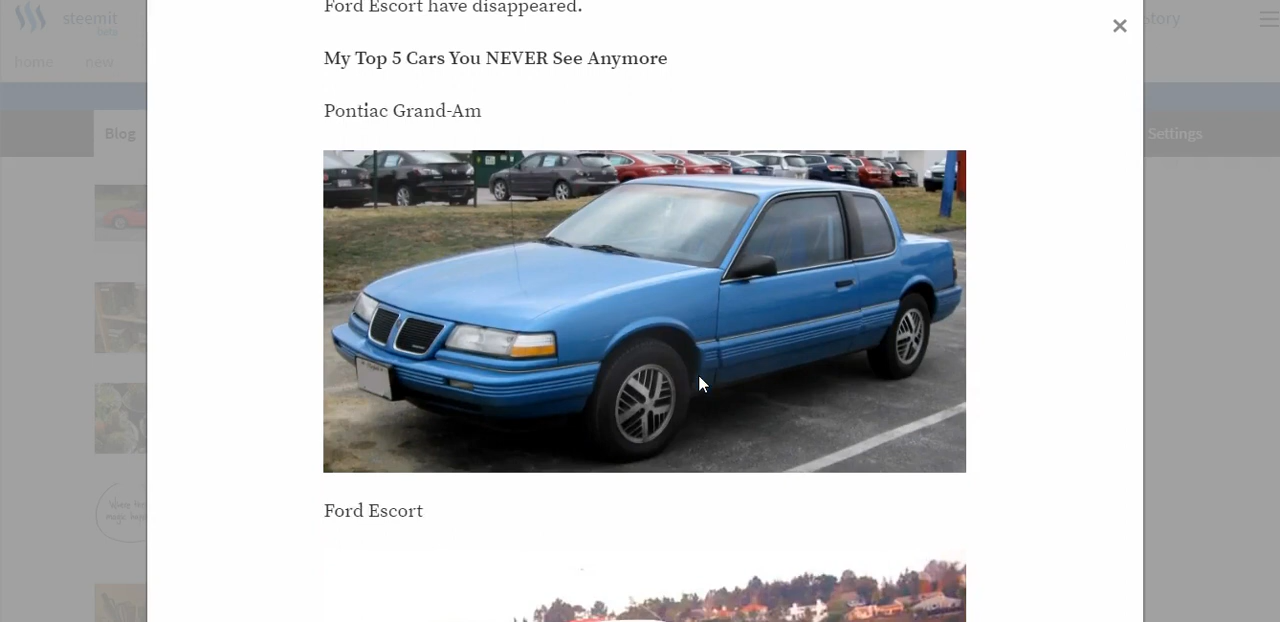 Ford Escort have disappeared.
steemit
beta
Story
My Top 5 Cars You NEVER See Anymore
home new
Pontiac Grand-Am
Blog
Settings
Ford Escort